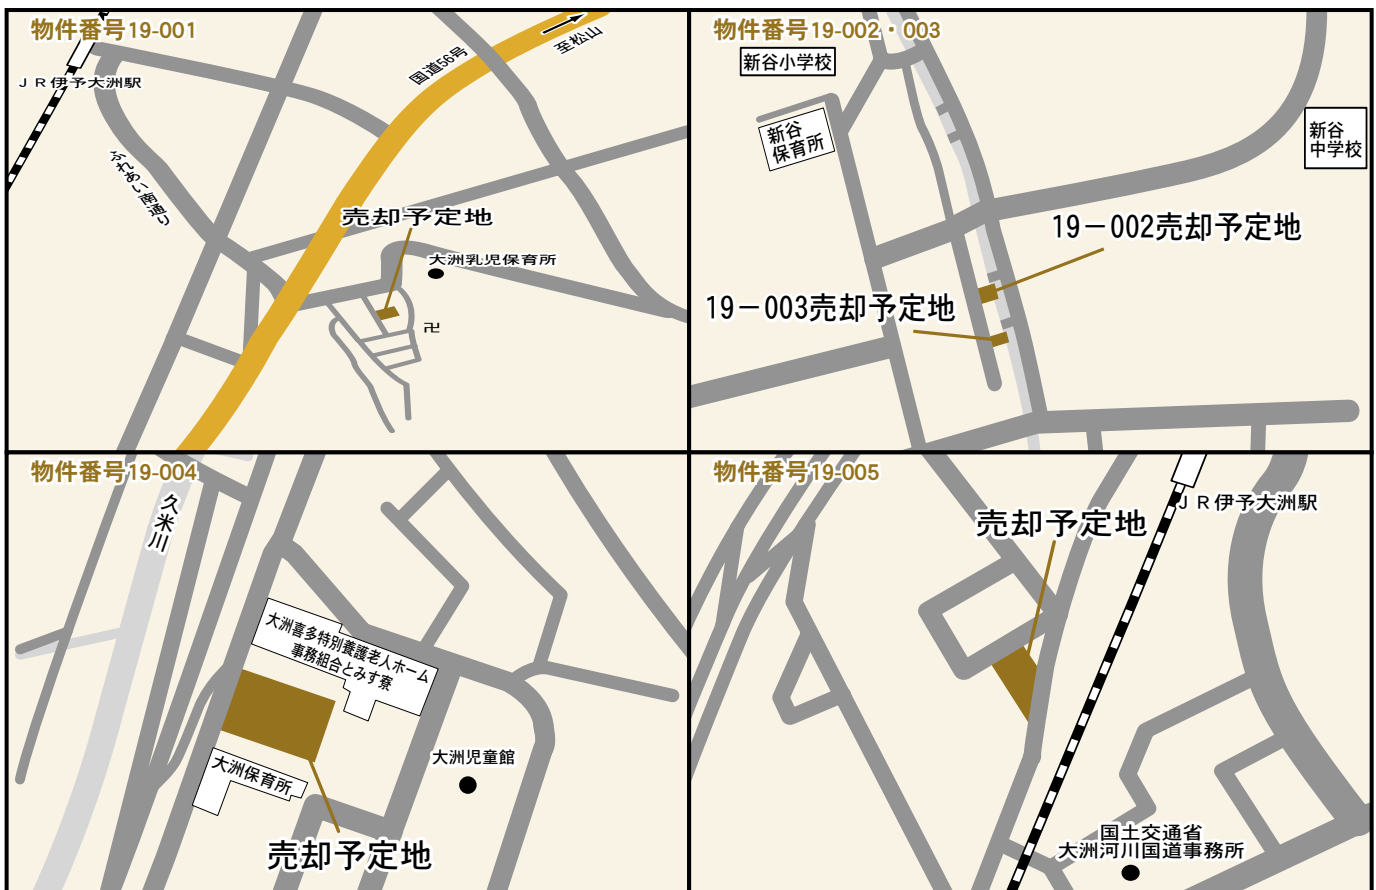 物件番号19-001
ＪＲ伊予大洲駅
国道56号
至松山
ふれあい南通り
売却予定地
大洲乳児保育所
卍
物件番号19-002・003
新谷小学校
新谷
保育所
新谷
中学校
19－002売却予定地
19－003売却予定地
物件番号19-004
久米川
大洲喜多特別養護老人ホーム
事務組合とみす寮
大洲保育所
大洲児童館
売却予定地
物件番号19-005
ＪＲ伊予大洲駅
売却予定地
国土交通省
大洲河川国道事務所